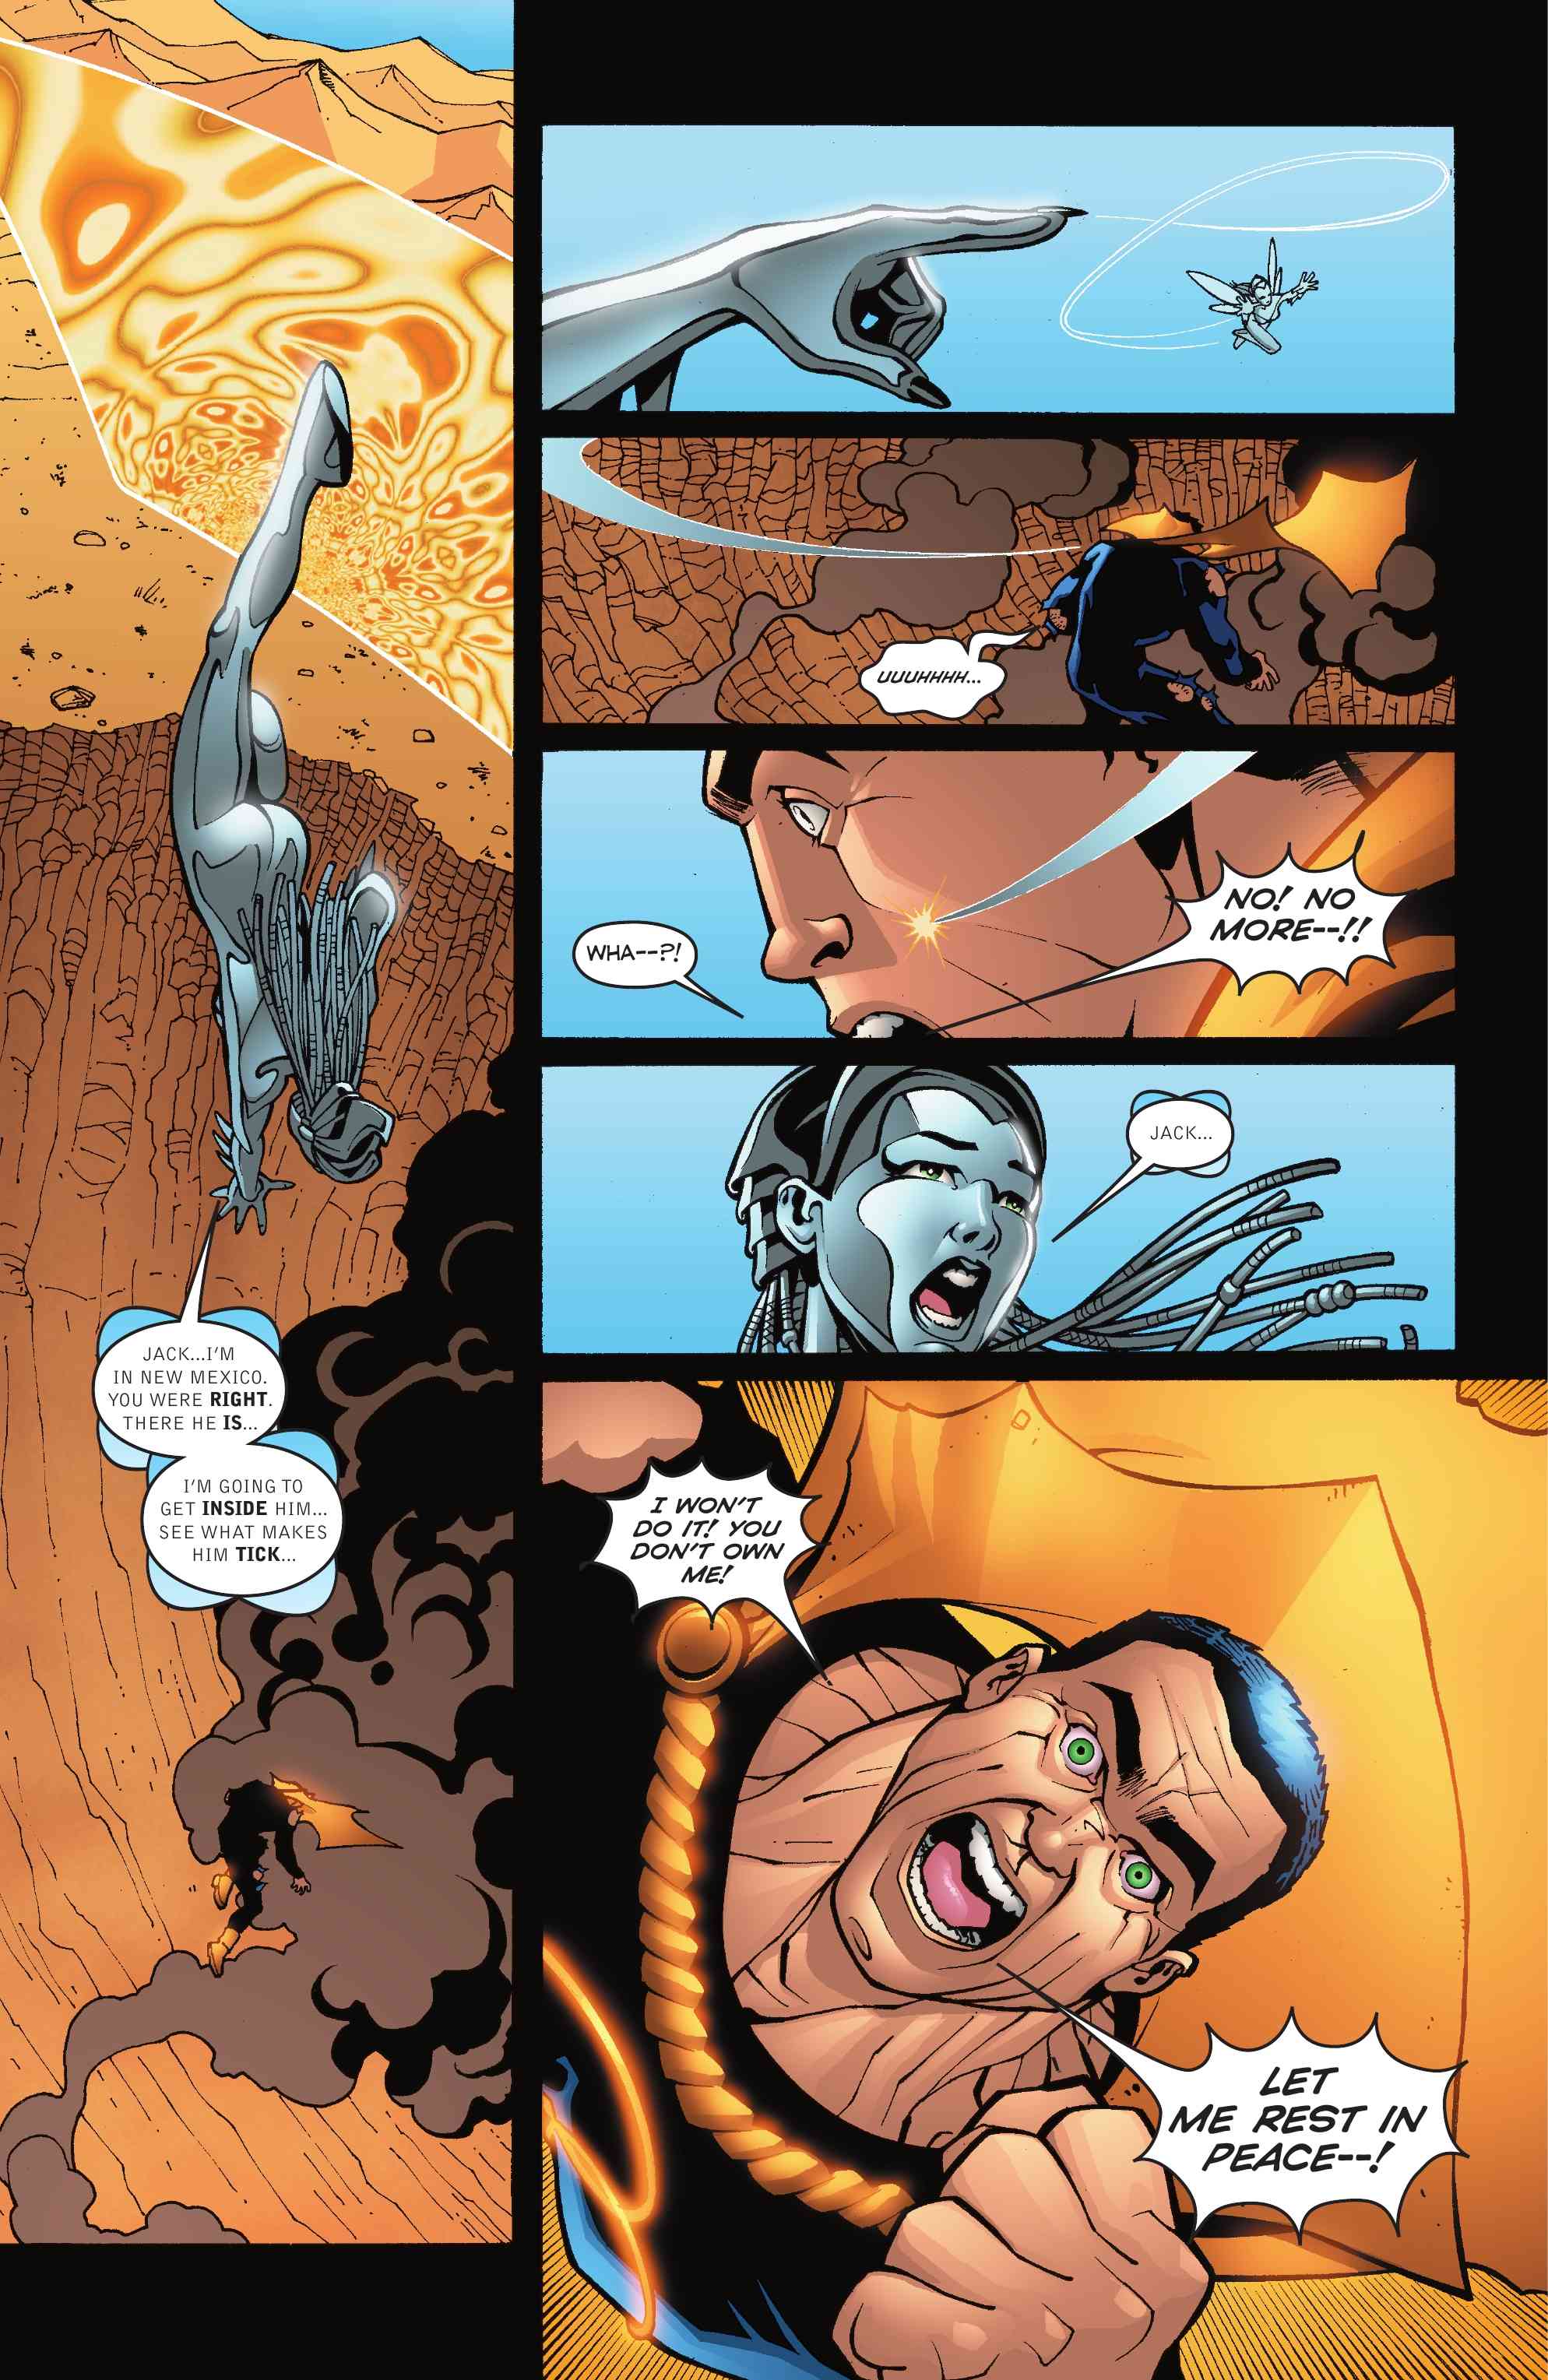 JACK...I'M
IN NEW MEXICO.
YOU WERE RIGHT.
THERE HE IS...
I'M GOING TO
GET INSIDE HIM...
SEE WHAT MAKES
HIM TICK...
UUUHHHH...
WHA--?!
NO! NO
MORE--!!
JACK...
I WON'T
DO IT! YOU
DON'T OWN
ME!
LET
ME REST IN
PEACE--!